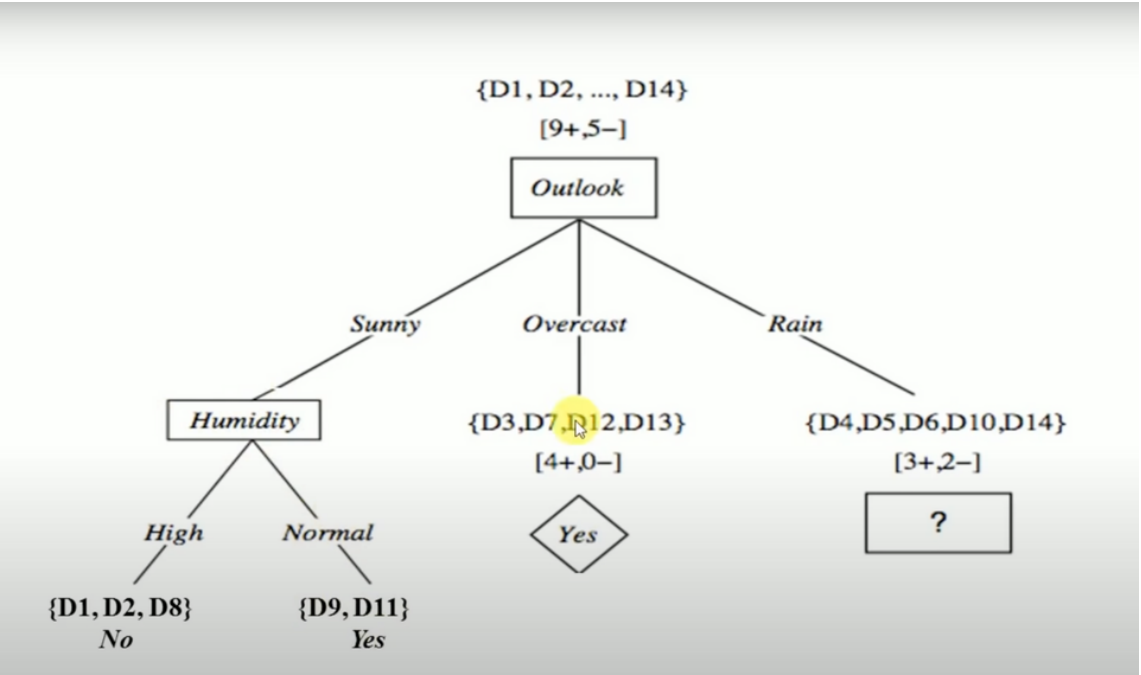 {D1, D2, ..., D14}
[9+,5−]
Outlook
Sunny
Overcast
Rain
Humidity
{D3,D7,D12,D13}
{D4,D5,D6,D10,D14}
[4+,0−]
[3+,2−]
High
Normal
Yes
?
{D1, D2, D8}
{D9, D11}
No
Yes